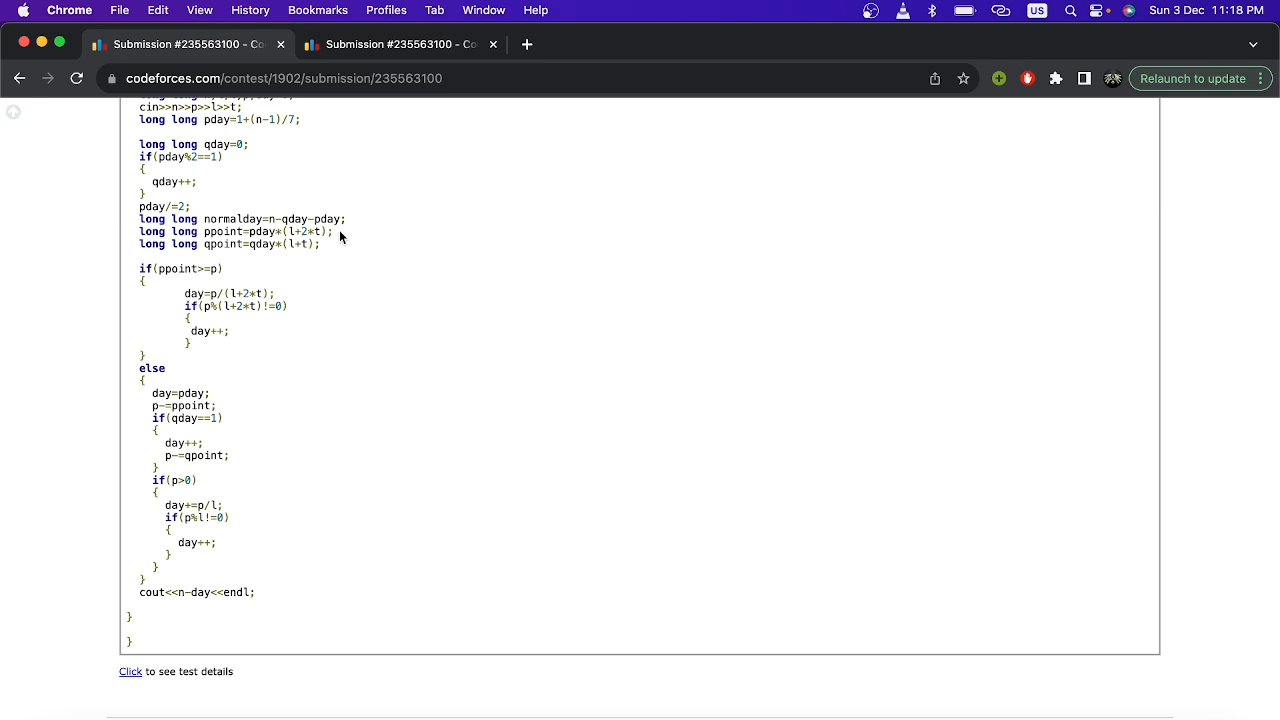 Chrome File Edit View History Bookmarks Profiles Tab Window Help US Sun 3 Dec 11:18 PM
Submission #235563100 - Co Submission #235563100 - Co
codeforces.com/contest/1902/submission/235563100 Relaunch to update
cin>>n>>p>>l>>t;
long long pday=1+(n-1)/7;
long long qday=0;
if(pday%2==1)
{
qday++;
}
pday/=2;
long long normalday=n-qday-pday;
long long ppoint=pday*(l+2*t);
long long qpoint=qday*(l+t);
if(ppoint>=p)
{
day=p/(l+2*t);
if(p%(l+2*t)!=0)
{
day++;
}
}
else
{
day=pday;
p-=ppoint;
if(qday==1)
{
day++;
p-=qpoint;
}
if(p>0)
{
day+=p/l;
if(p%l!=0)
{
day++;
}
}
}
cout<<n-day<<endl;
}
}
Click to see test details